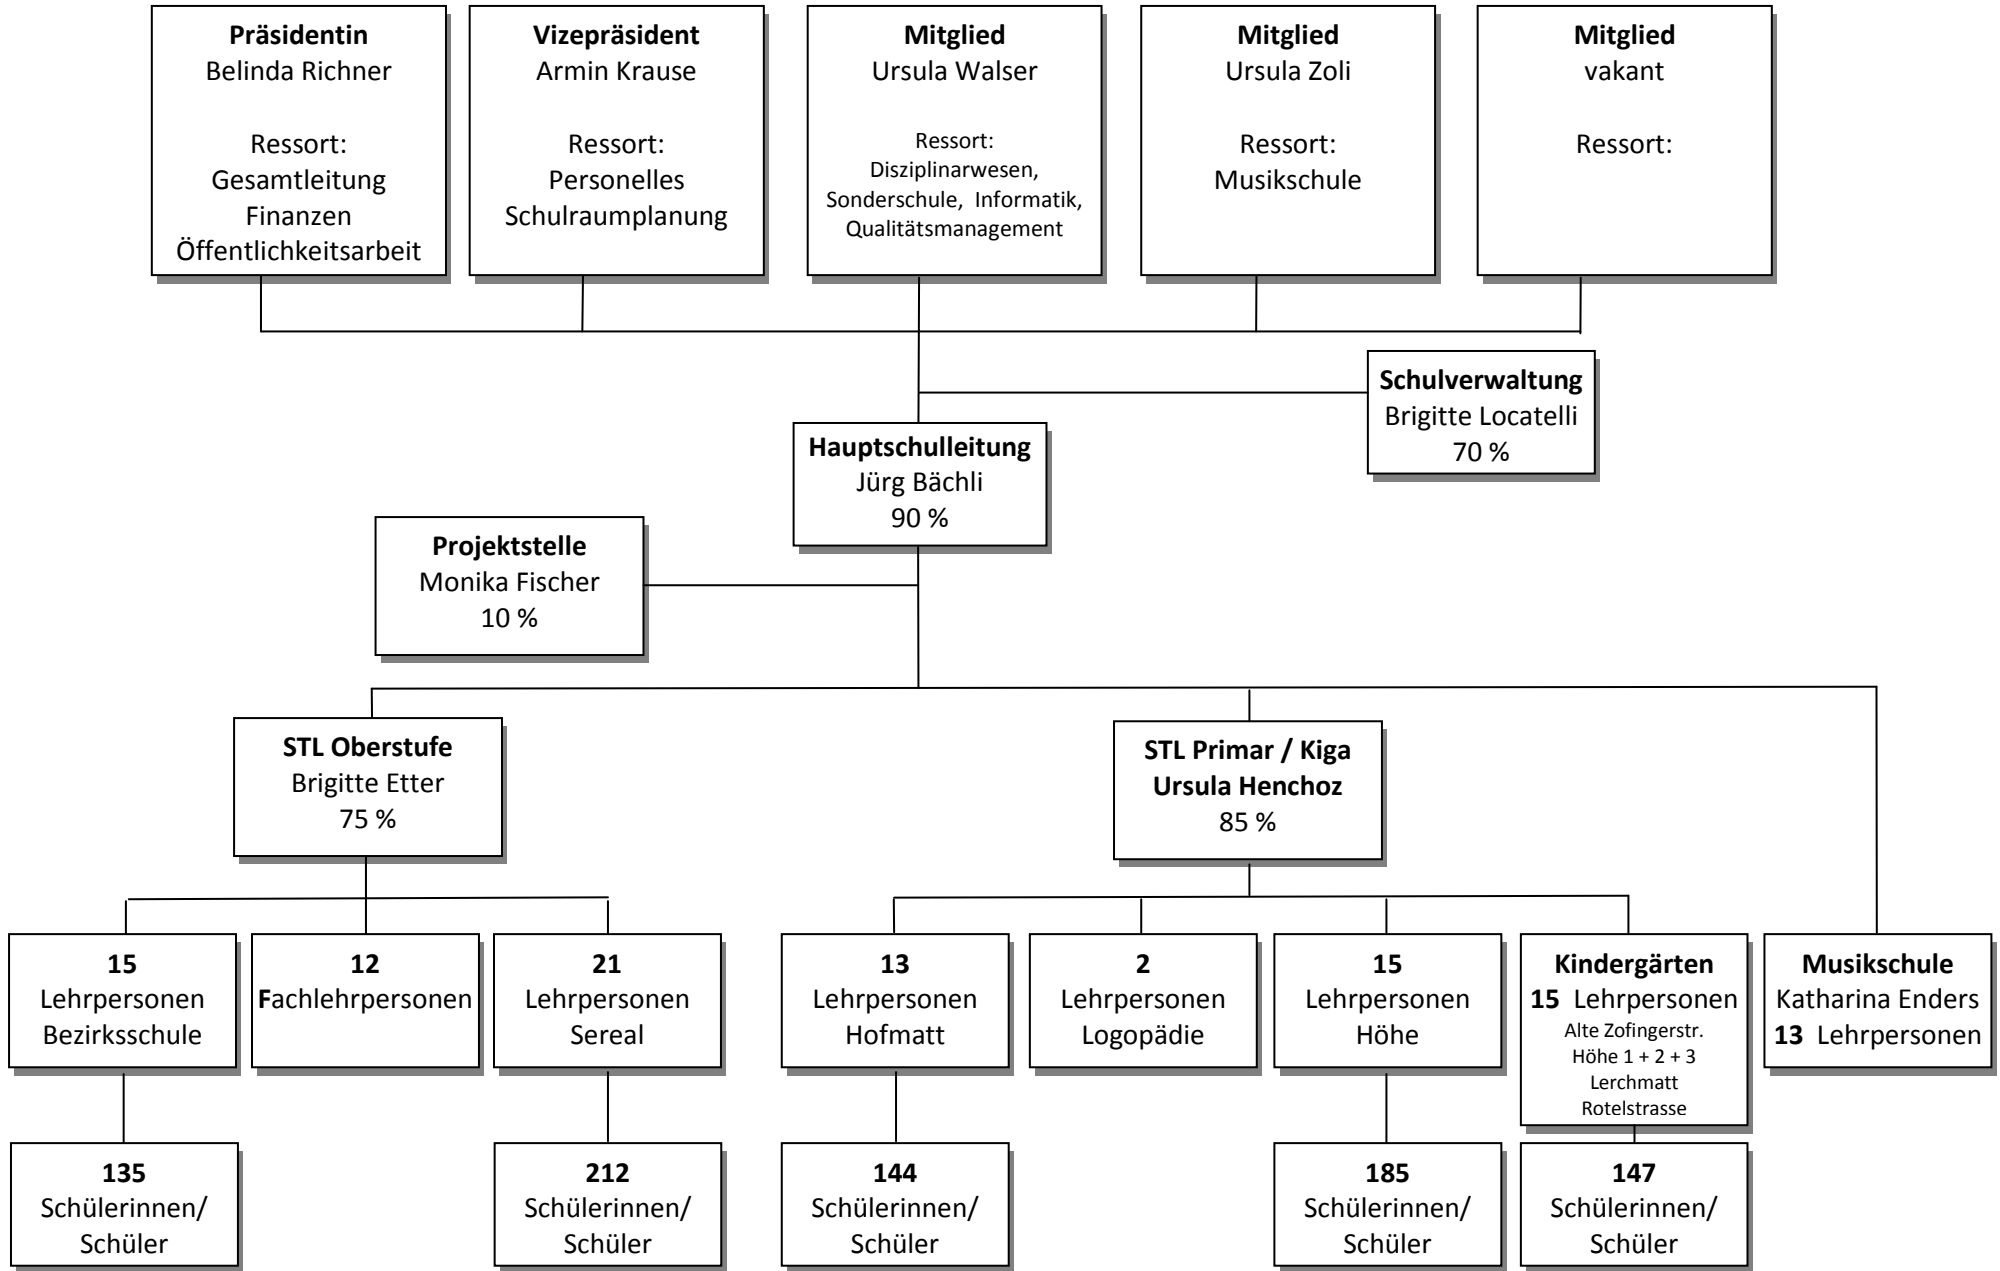 Präsidentin
Belinda Richner
Ressort:
Gesamtleitung
Finanzen
Öffentlichkeitsarbeit
Vizepräsident
Armin Krause
Ressort:
Personelles
Schulraumplanung
Mitglied
Ursula Walser
Ressort:
Disziplinarwesen,
Sonderschule, Informatik,
Qualitätsmanagement
Mitglied
Ursula Zoli
Ressort:
Musikschule
Mitglied
vakant
Ressort:
Schulverwaltung
Brigitte Locatelli
70 %
Hauptschulleitung
Jürg Bächli
90 %
Projektstelle
Monika Fischer
10 %
STL Oberstufe
Brigitte Etter
75 %
STL Primar / Kiga
Ursula Henchoz
85 %
15
Lehrpersonen
Bezirksschule
12
Fachlehrpersonen
21
Lehrpersonen
Sereal
13
Lehrpersonen
Hofmatt
2
Lehrpersonen
Logopädie
15
Lehrpersonen
Höhe
Kindergärten
15 Lehrpersonen
Alte Zofingerstr.
Höhe 1 + 2 + 3
Lerchmatt
Rotelstrasse
Musikschule
Katharina Enders
13 Lehrpersonen
135
Schülerinnen/
Schüler
212
Schülerinnen/
Schüler
144
Schülerinnen/
Schüler
185
Schülerinnen/
Schüler
147
Schülerinnen/
Schüler